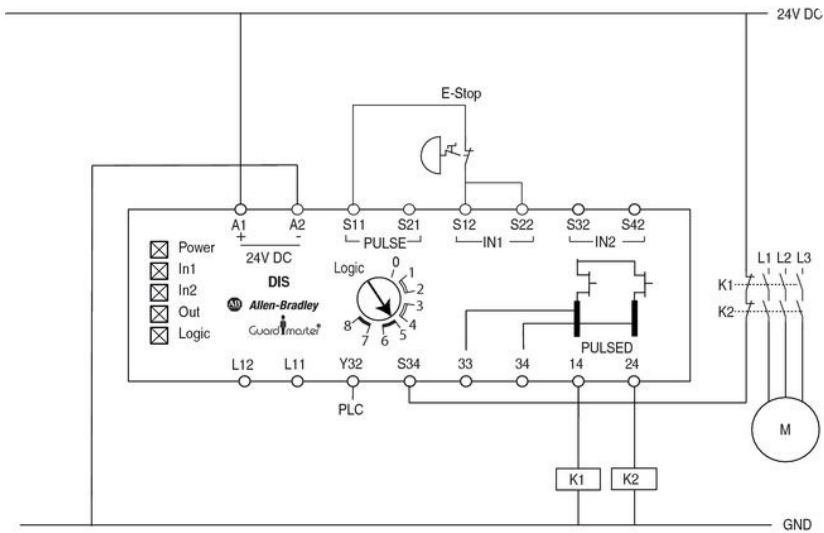 24V DC
E-Stop
A1 A2 S11 S21 S12 S22 S32 S42
+ -
PULSE IN1 IN2
24V DC
Power
In1
In2
Out
Logic
DIS
AB Allen-Bradley
Guardmaster
Logic
0
1
2
3
4
5
6
7
8
PULSED
L12 L11 Y32 S34 33 34 14 24
PLC
L1 L2 L3
K1
K2
M
K1 K2
GND